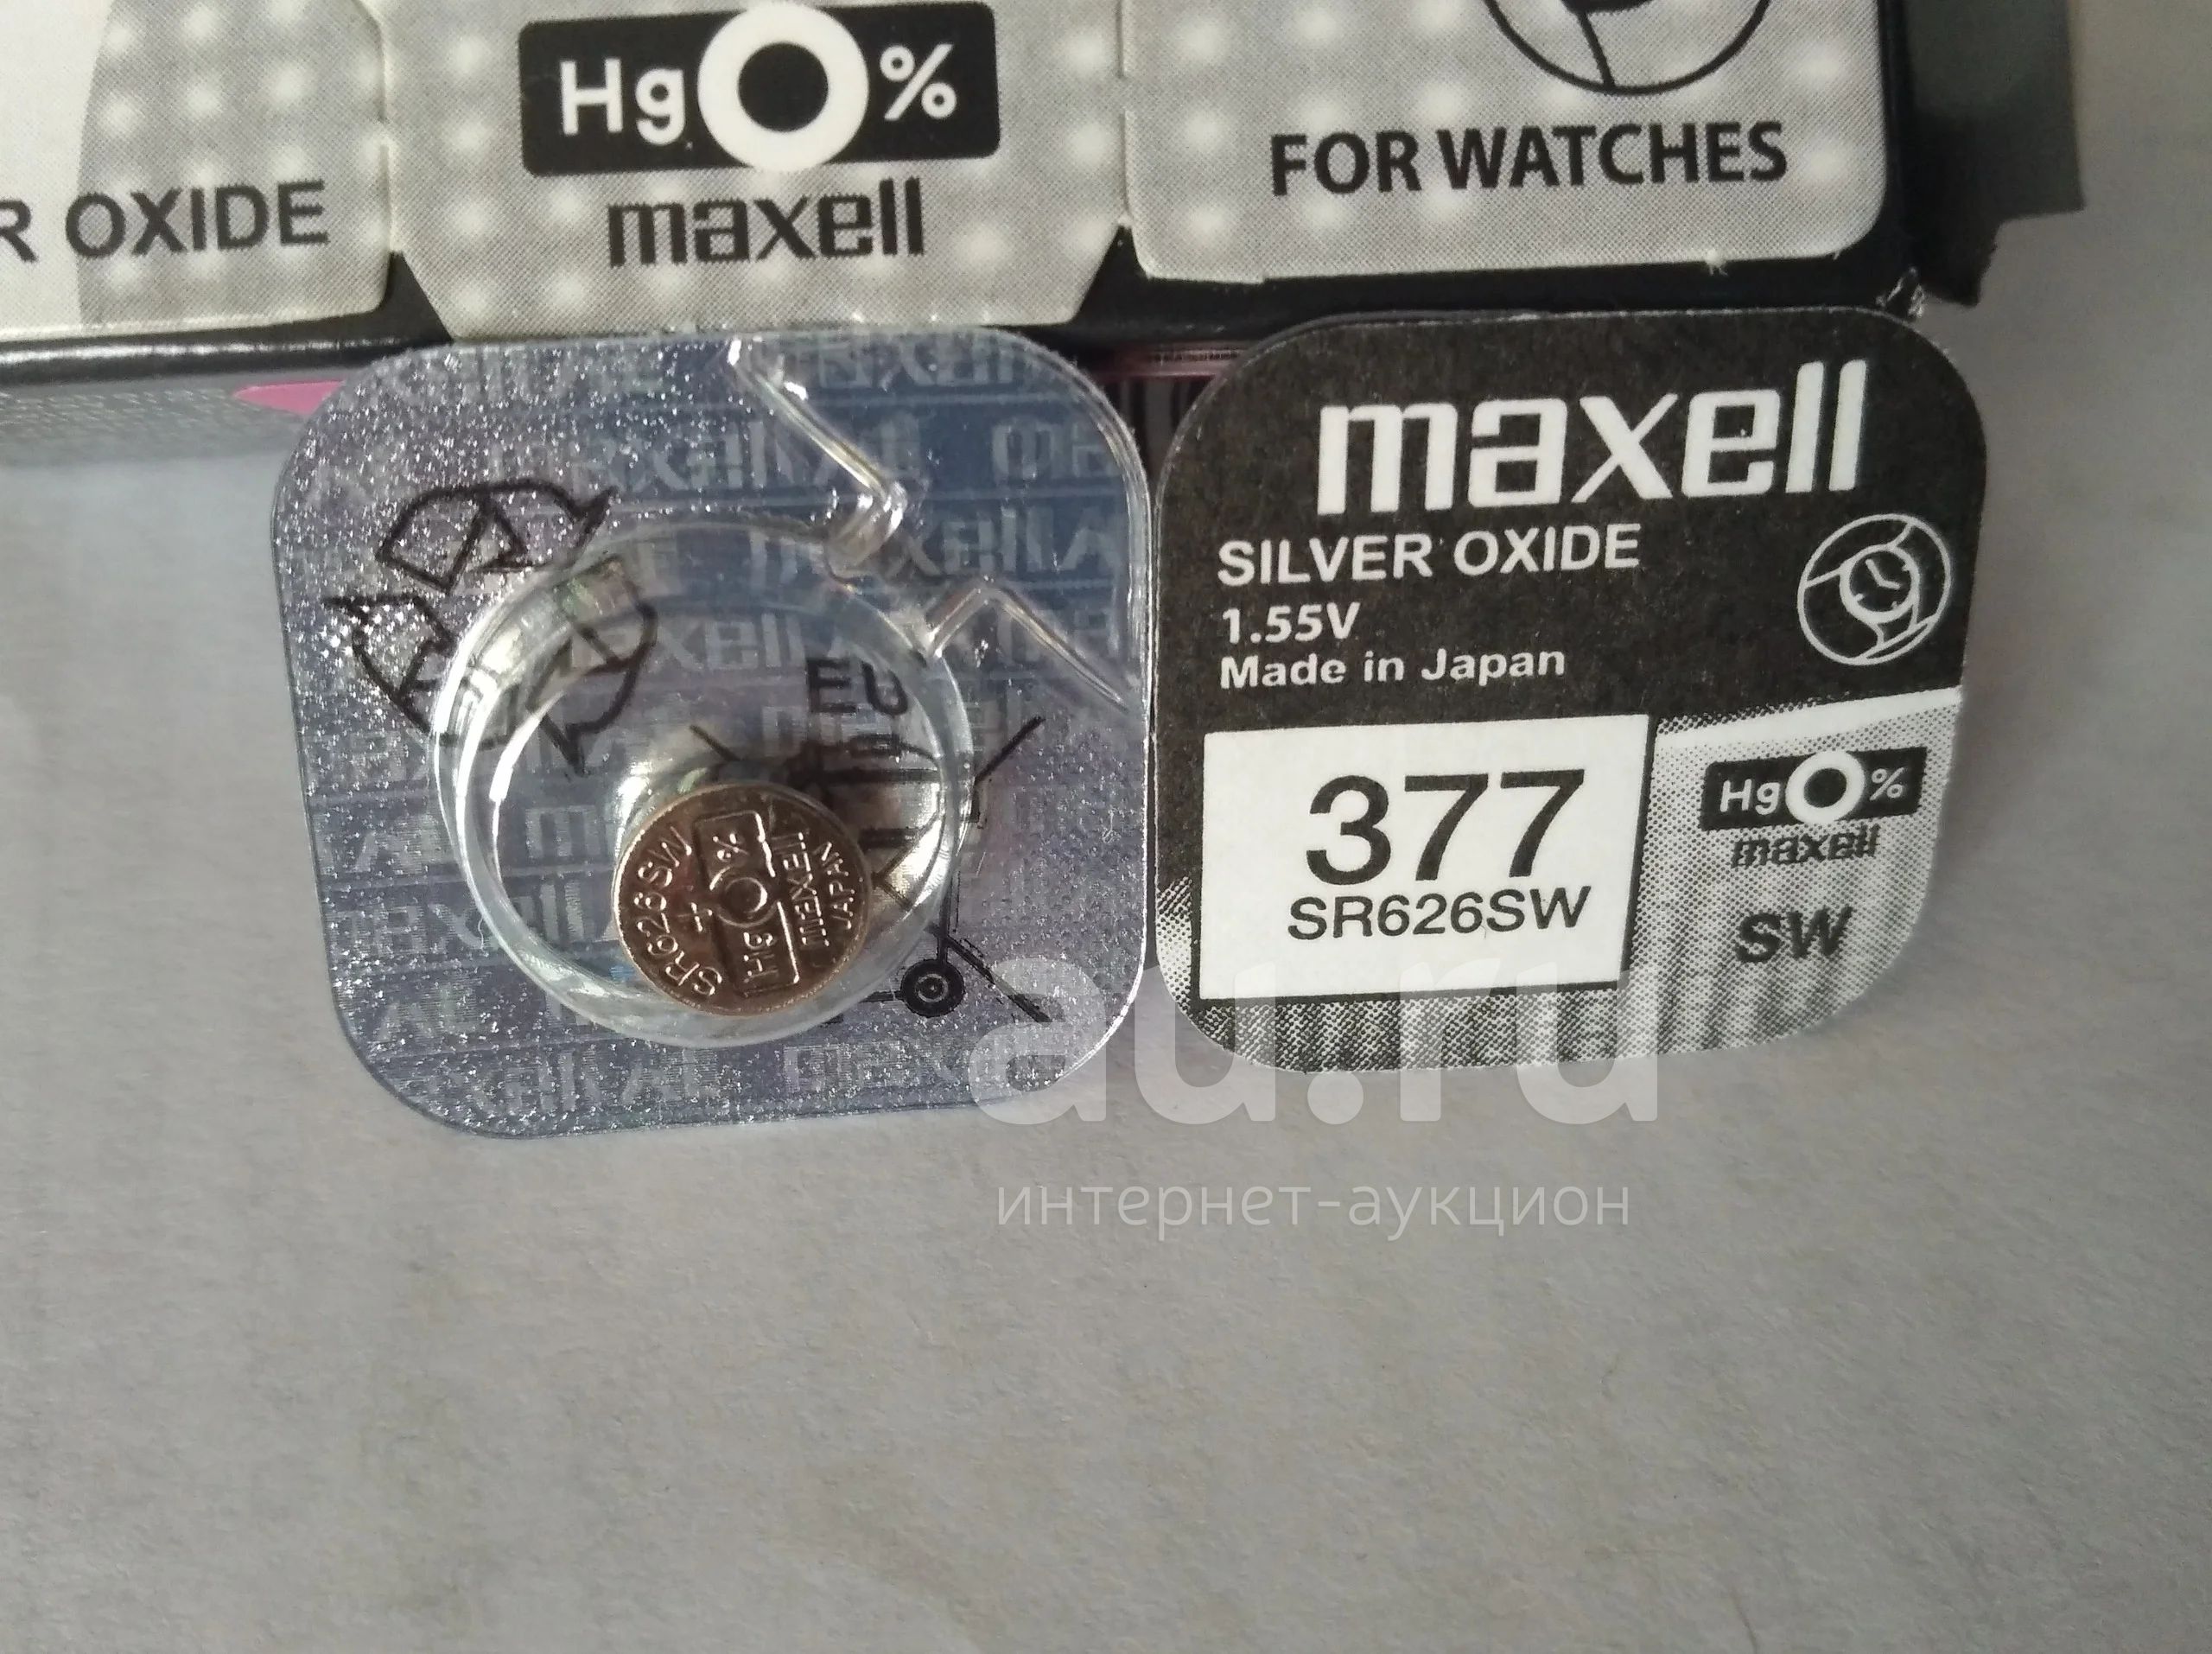 R OXIDE
Hg0%
maxell
FOR WATCHES
EU
SR626SW
+
Hg0%
maxell
JAPAN
maxell
SILVER OXIDE
1.55V
Made in Japan
377
SR626SW
Hg0%
maxell
SW
au.ru
интернет-аукцион